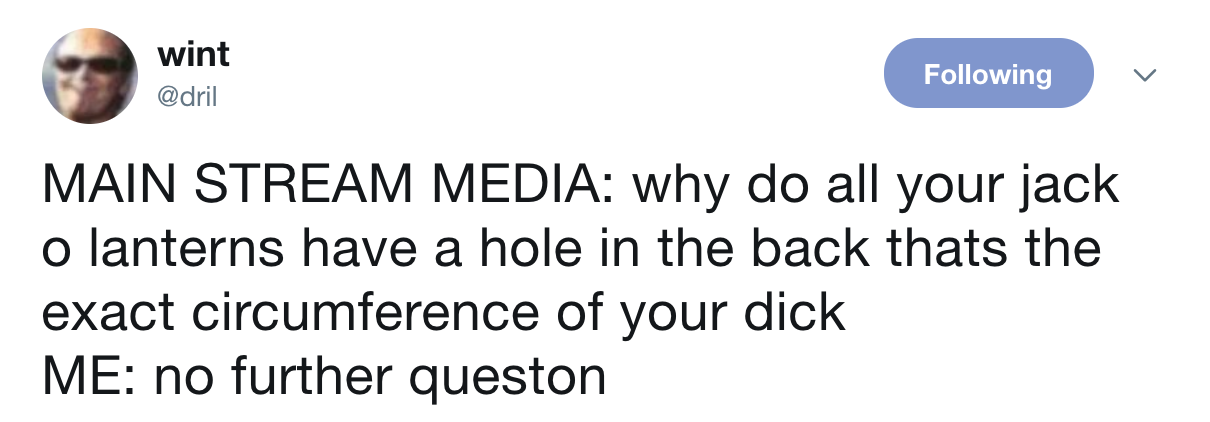 wint
@dril
Following
MAIN STREAM MEDIA: why do all your jack
o lanterns have a hole in the back thats the
exact circumference of your dick
ME: no further queston